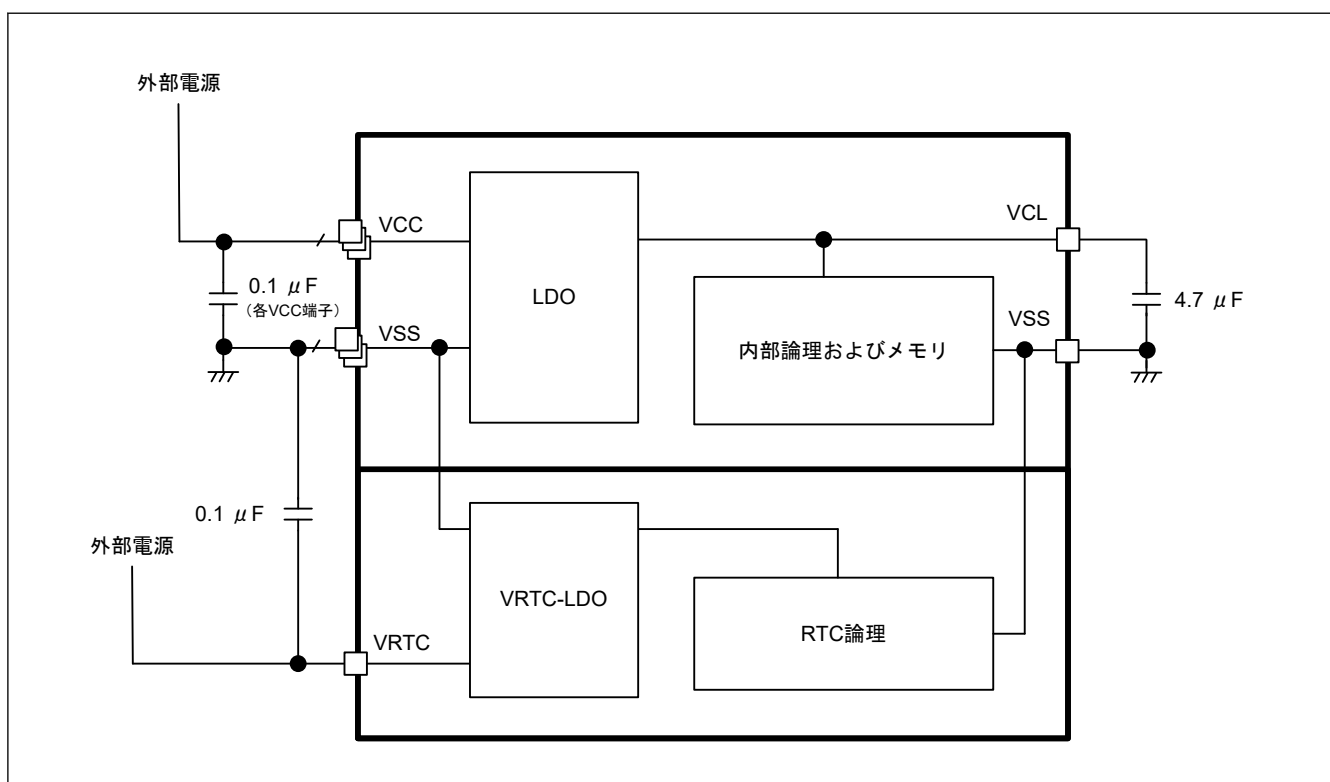 外部電源
VCC
VCL
0.1 μF
(各VCC端子)
LDO
4.7 μF
VSS
VSS
内部論理およびメモリ
0.1 μF
外部電源
VRTC-LDO
RTC論理
VRTC